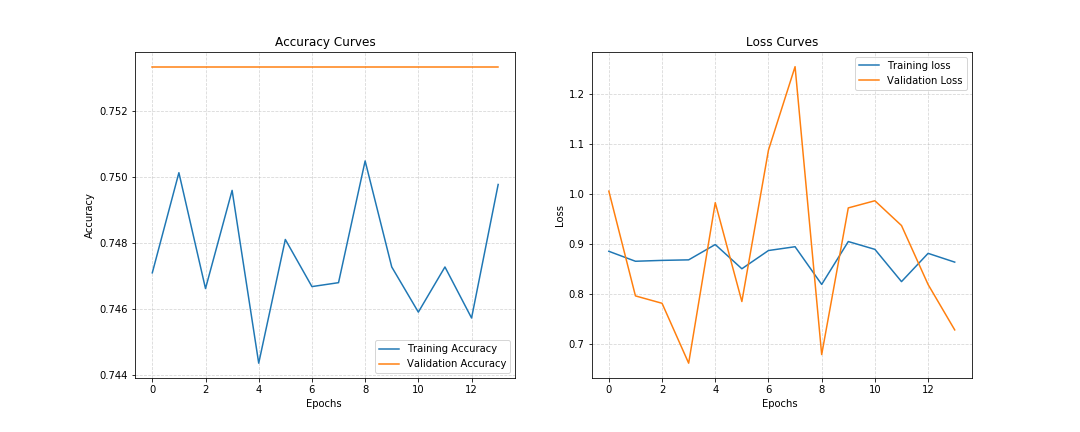 Accuracy Curves
0.752
0.750
0.748
0.746
0.744
Accuracy
0 2 4 6 8 10 12
Epochs
Training Accuracy
Validation Accuracy
Loss Curves
1.2
1.1
1.0
0.9
0.8
0.7
Loss
0 2 4 6 8 10 12
Epochs
Training loss
Validation Loss